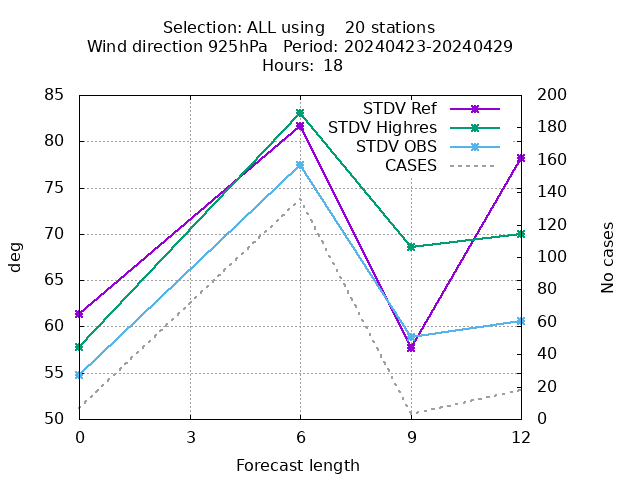 Selection: ALL using    20 stations
Wind direction 925hPa   Period: 20240423-20240429
Hours: 18
STDV Ref
STDV Highres
STDV OBS
CASES
85
80
75
70
65
60
55
50
200
180
160
140
120
100
80
60
40
20
0
deg
No cases
0
3
6
9
12
Forecast length